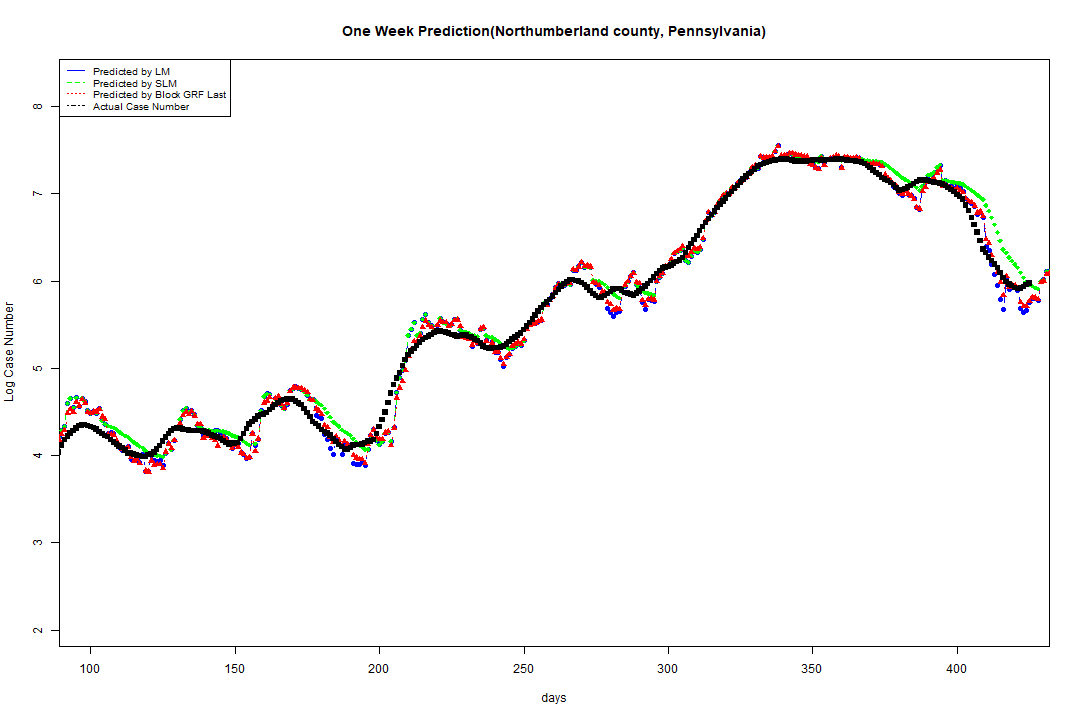 One Week Prediction(Northumberland county, Pennsylvania)
Predicted by LM
Predicted by SLM
Predicted by Block GRF Last
Actual Case Number
8
7
6
5
4
3
2
Log Case Number
100 150 200 250 300 350 400
days